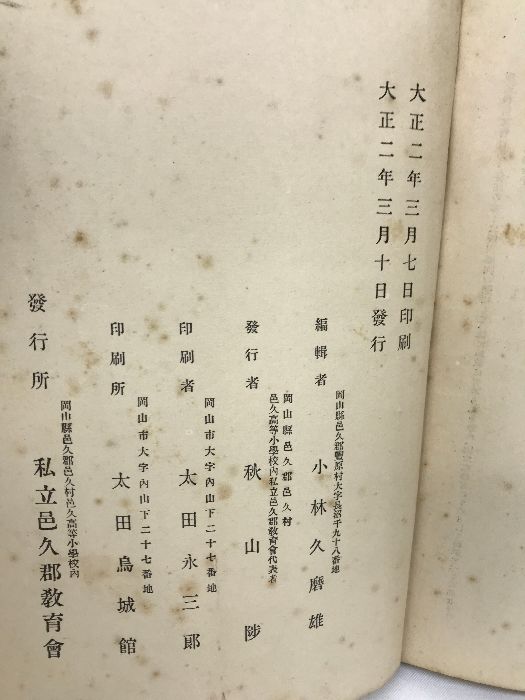 大正二年三月七日印刷
大正二年三月十日發行
岡山縣邑久郡豐原村大字長沼千九十八番地
編輯者　小林久磨雄
岡山縣邑久郡邑久村
邑久高等小學校內私立邑久郡敎育會代表者
發行者　秋山陟
岡山市大字內山下二十七番地
印刷者　太田永三郞
岡山市大字內山下二十七番地
印刷所　太田烏城館
岡山縣邑久郡邑久村邑久高等小學校內
發行所　私立邑久郡敎育會